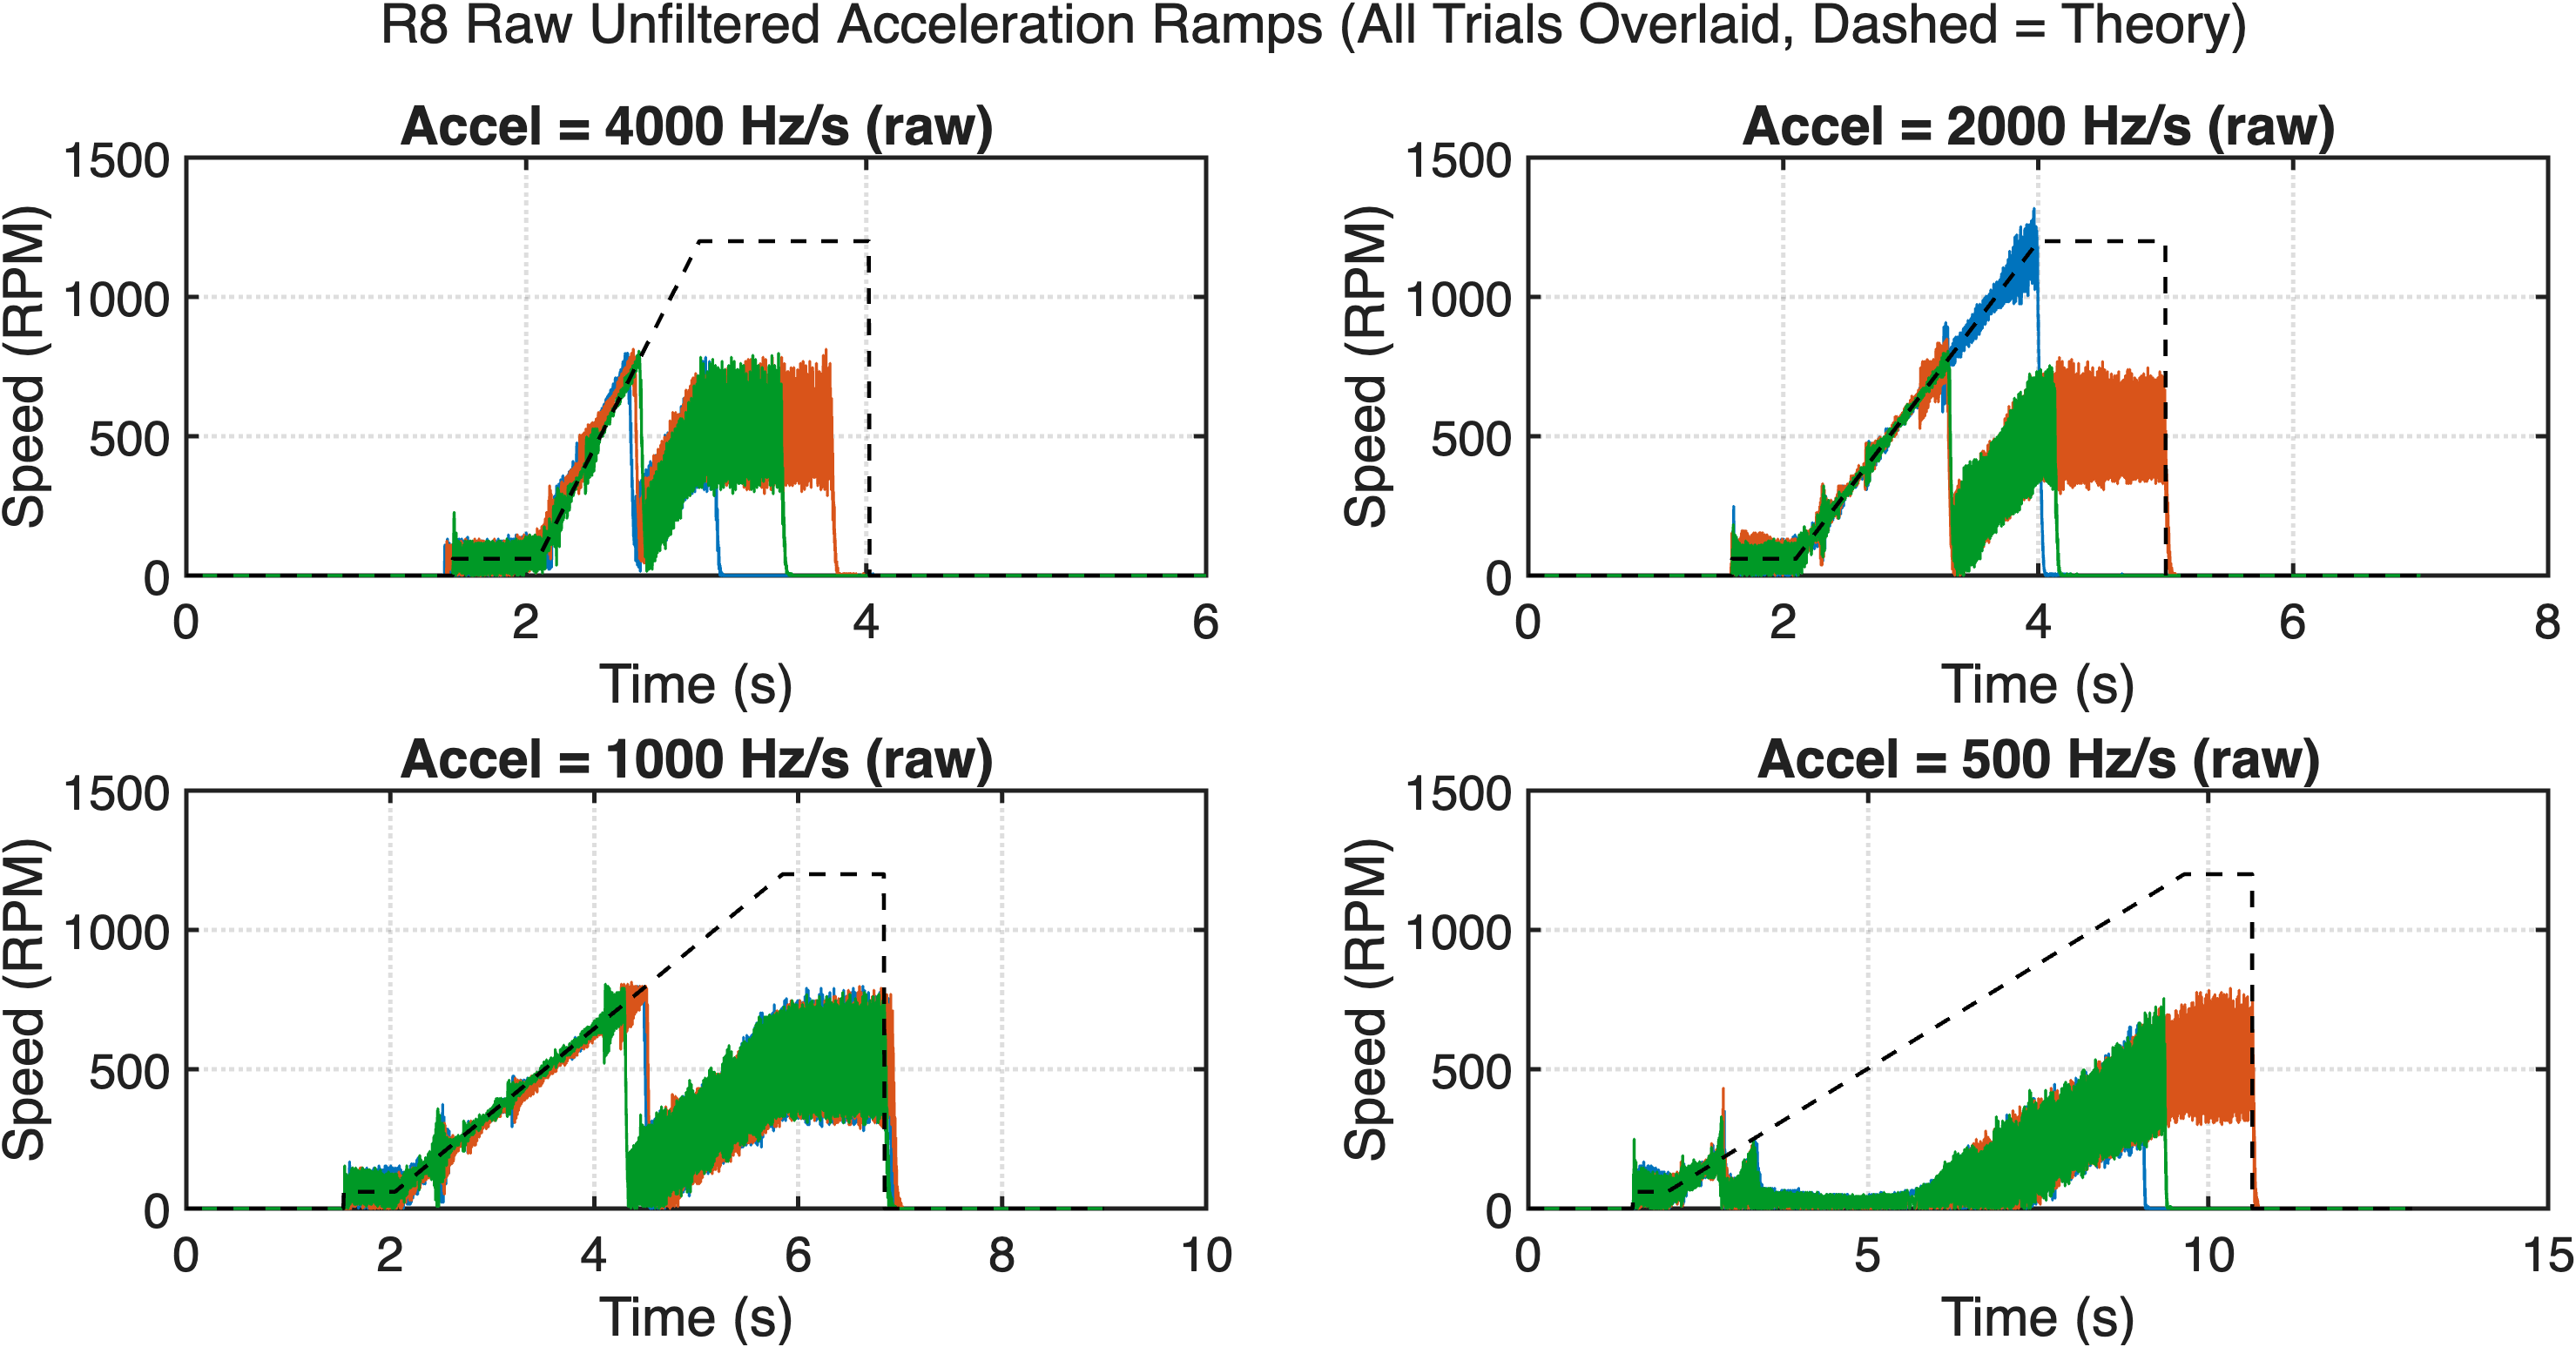 R8 Raw Unfiltered Acceleration Ramps (All Trials Overlaid, Dashed = Theory)
Accel = 4000 Hz/s (raw)
Speed (RPM)
1500
1000
500
0
0 2 4 6
Time (s)
Accel = 2000 Hz/s (raw)
Speed (RPM)
1500
1000
500
0
0 2 4 6 8
Time (s)
Accel = 1000 Hz/s (raw)
Speed (RPM)
1500
1000
500
0
0 2 4 6 8 10
Time (s)
Accel = 500 Hz/s (raw)
Speed (RPM)
1500
1000
500
0
0 5 10 15
Time (s)